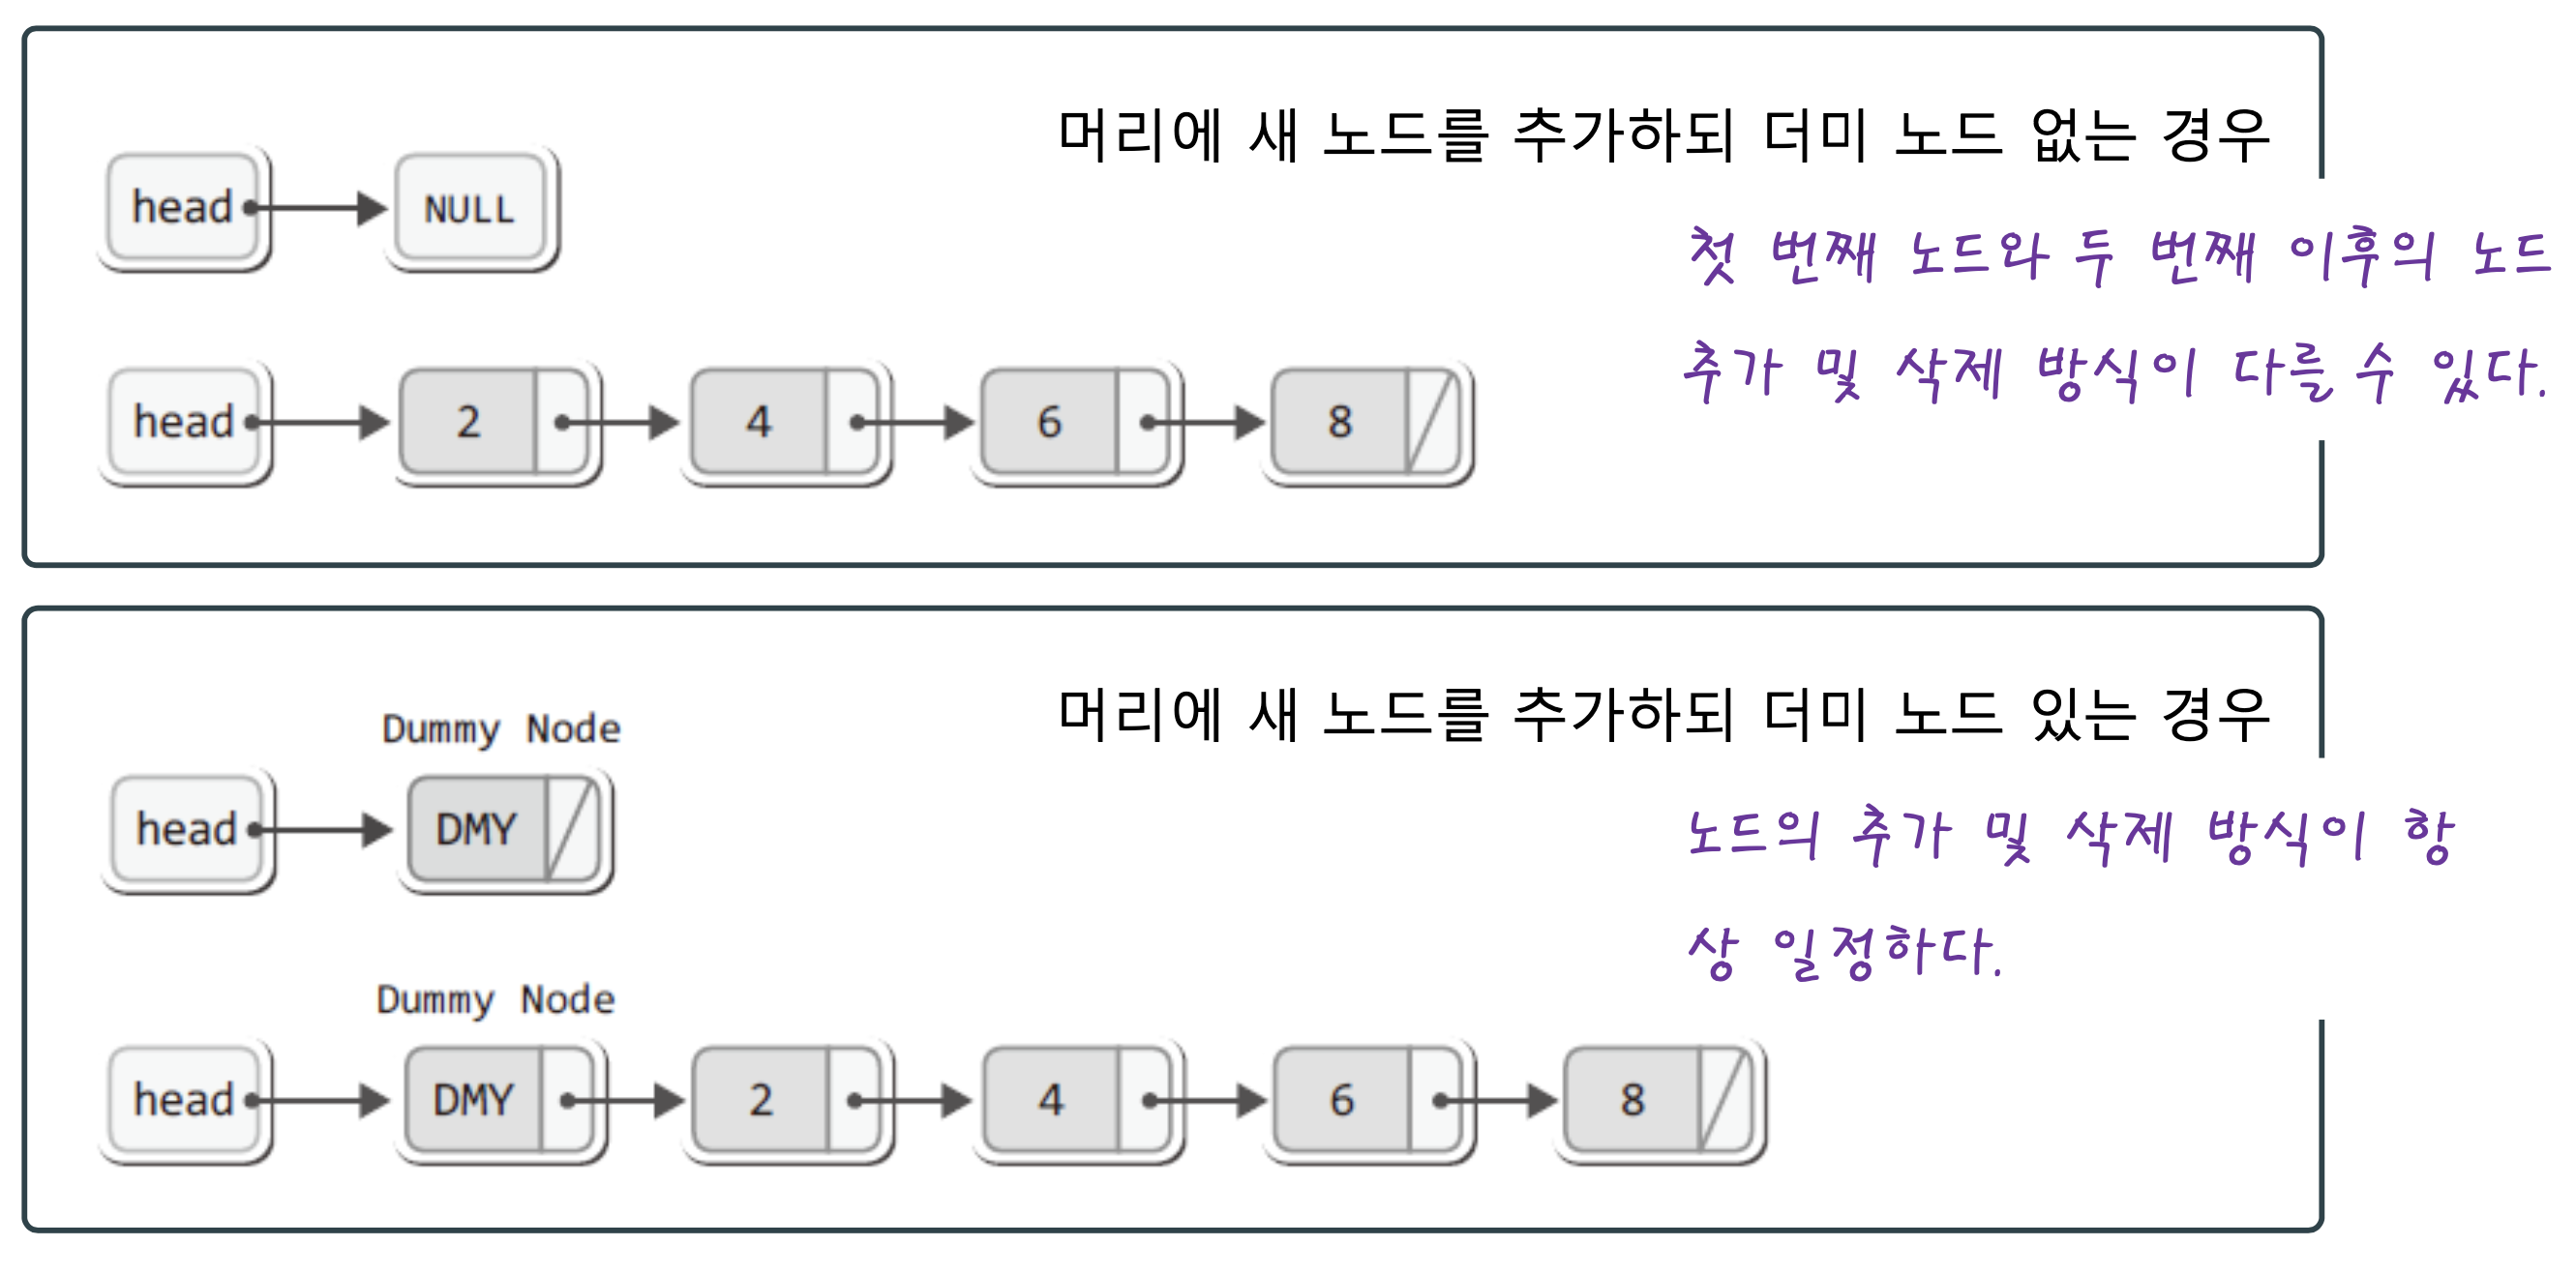 머리에 새 노드를 추가하되 더미 노드 없는 경우
head NULL
첫 번째 노드와 두 번째 이후의 노드
추가 및 삭제 방식이 다를 수 있다.
head 2 4 6 8
머리에 새 노드를 추가하되 더미 노드 있는 경우
Dummy Node
head DMY
노드의 추가 및 삭제 방식이 항
상 일정하다.
Dummy Node
head DMY 2 4 6 8